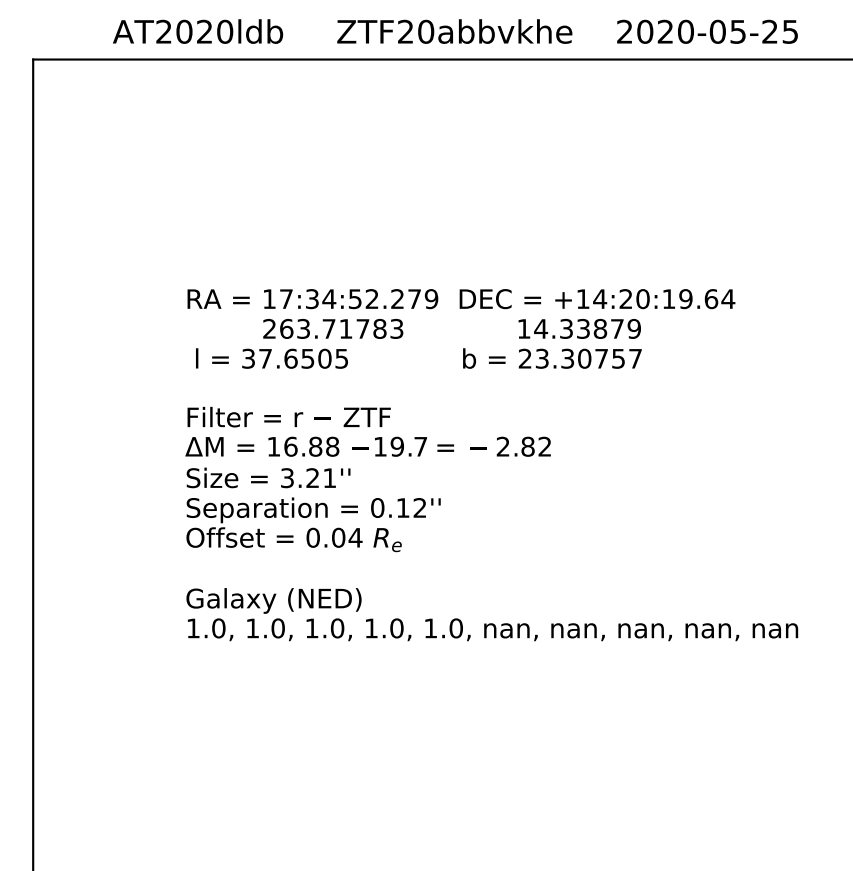 AT2020ldb ZTF20abbvkhe 2020-05-25
RA = 17:34:52.279 DEC = +14:20:19.64
263.71783 14.33879
l = 37.6505 b = 23.30757
Filter = r − ZTF
ΔM = 16.88 −19.7 = − 2.82
Size = 3.21''
Separation = 0.12''
Offset = 0.04 Re
Galaxy (NED)
1.0, 1.0, 1.0, 1.0, 1.0, nan, nan, nan, nan, nan